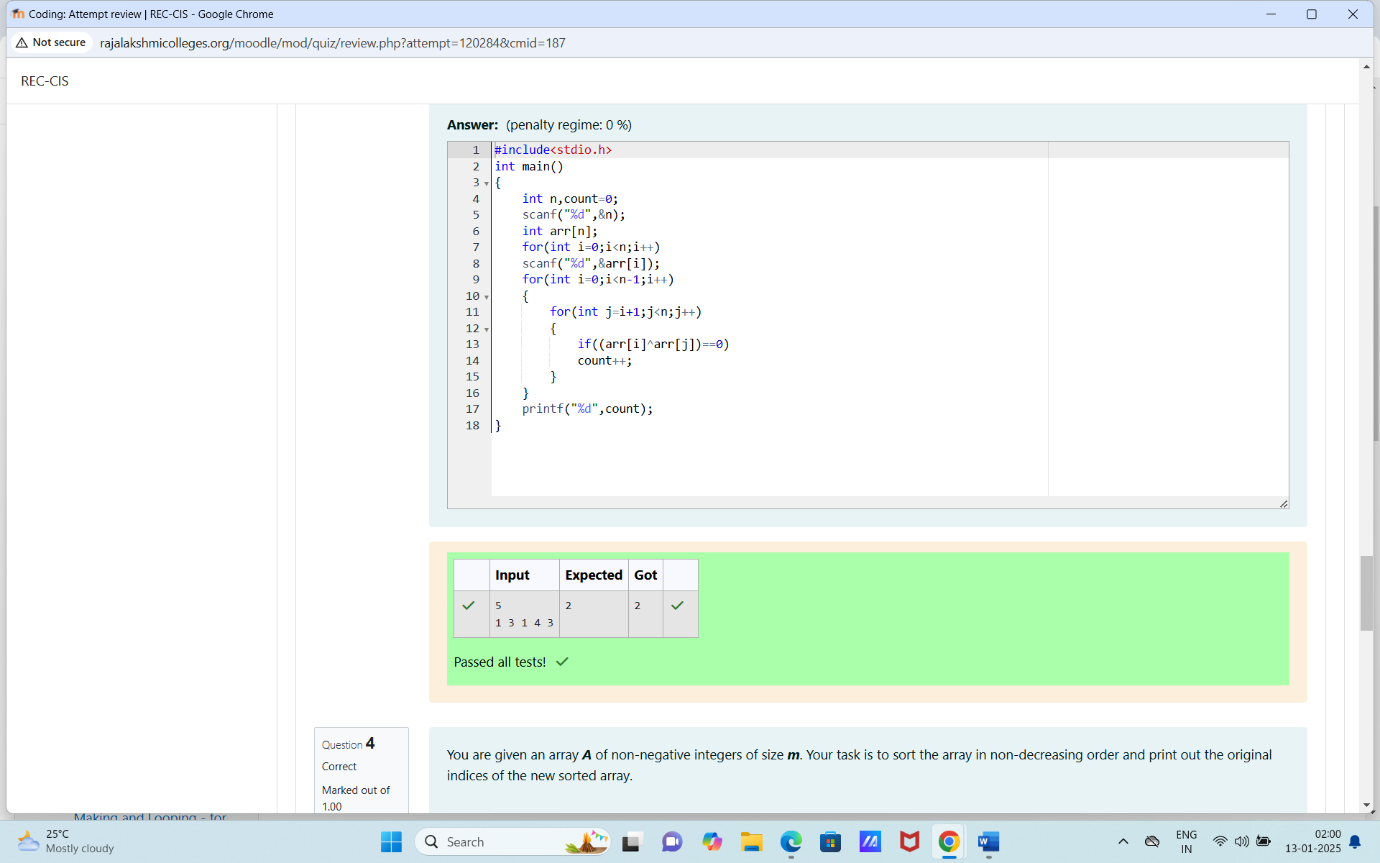 Coding: Attempt review | REC-CIS - Google Chrome
Not secure rajalakshmicolleges.org/moodle/mod/quiz/review.php?attempt=120284&cmid=187
REC-CIS
Answer: (penalty regime: 0 %)
1 #include<stdio.h>
2 int main()
3 {
4 int n,count=0;
5 scanf("%d",&n);
6 int arr[n];
7 for(int i=0;i<n;i++)
8 scanf("%d",&arr[i]);
9 for(int i=0;i<n-1;i++)
10 {
11 for(int j=i+1;j<n;j++)
12 {
13 if((arr[i]^arr[j])==0)
14 count++;
15 }
16 }
17 printf("%d",count);
18 }
Input Expected Got
5 2 2
1 3 1 4 3
Passed all tests!
Question 4
Correct
Marked out of
1.00
You are given an array A of non-negative integers of size m. Your task is to sort the array in non-decreasing order and print out the original
indices of the new sorted array.
Making and Looping - for
25°C
Mostly cloudy
Search
ENG
IN
02:00
13-01-2025